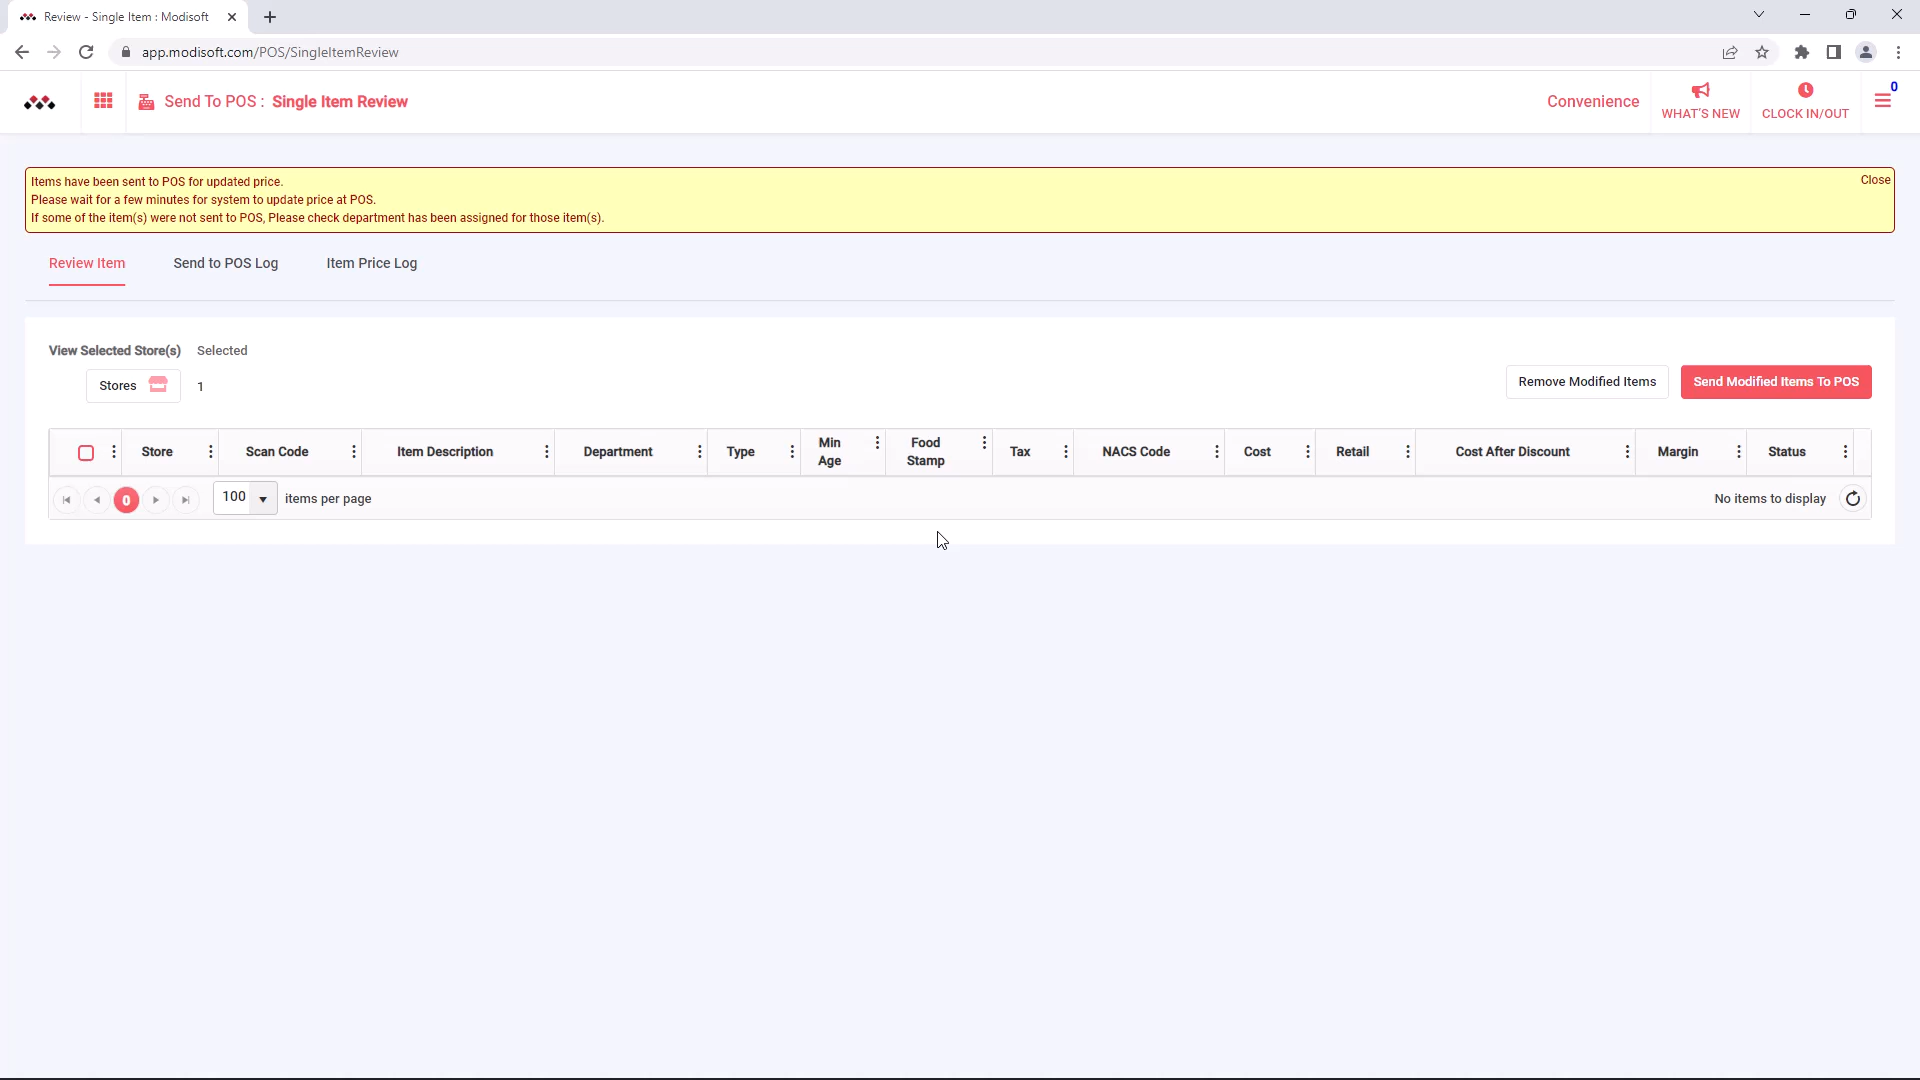 Review - Single Item : Modisoft
app.modisoft.com/POS/SingleItemReview
Send To POS : Single Item Review
Convenience
WHAT'S NEW
CLOCK IN/OUT
0
Items have been sent to POS for updated price.
Close
Please wait for a few minutes for system to update price at POS.
If some of the item(s) were not sent to POS, Please check department has been assigned for those item(s).
Review Item
Send to POS Log
Item Price Log
View Selected Store(s)
Selected
Stores
1
Remove Modified Items
Send Modified Items To POS
Store
Scan Code
Item Description
Department
Type
Min
Age
Food
Stamp
Tax
NACS Code
Cost
Retail
Cost After Discount
Margin
Status
0
100
items per page
No items to display